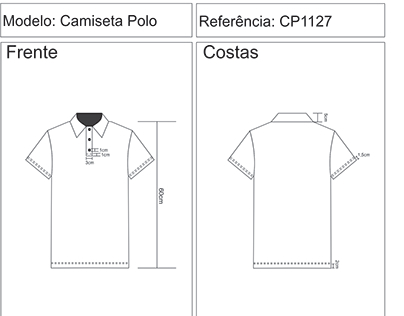 Modelo: Camiseta Polo
Referência: CP1127
Frente
Costas
5cm
1cm
1cm
3cm
1,5cm
60cm
2cm